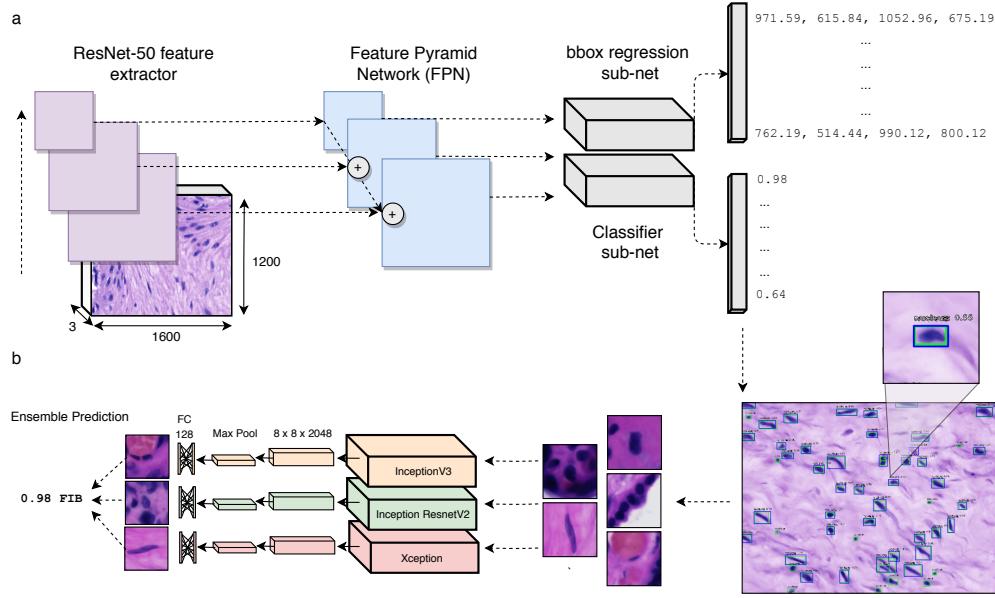 a
ResNet-50 feature
extractor
Feature Pyramid
Network (FPN)
bbox regression
sub-net
971.59, 615.84, 1052.96, 675.19
...
...
...
762.19, 514.44, 990.12, 800.12
+
+
Classifier
sub-net
0.98
...
...
...
0.64
1200
3
1600
b
Ensemble Prediction
FC
128
Max Pool
8 x 8 x 2048
InceptionV3
Inception ResnetV2
Xception
0.98 FIB